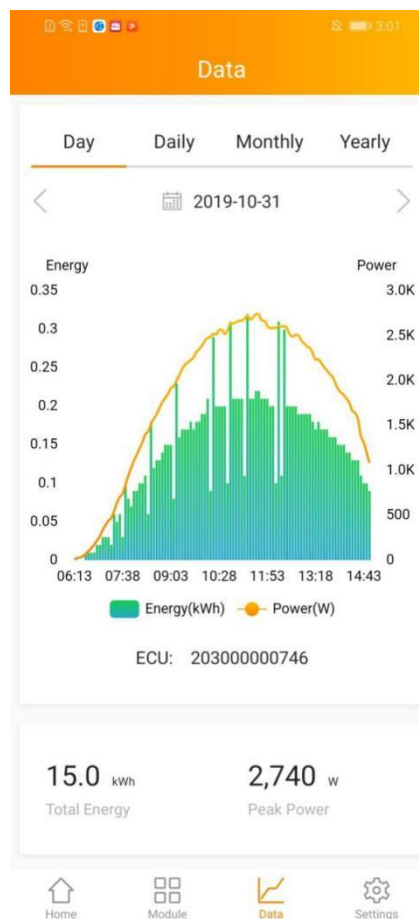 3:01
Data
Day Daily Monthly Yearly
2019-10-31
Energy Power
0.35 3.0K
0.3 2.5K
0.25 2.0K
0.2 1.5K
0.15 1.0K
0.1 500
0.05 0
0
06:13 07:38 09:03 10:28 11:53 13:18 14:43
Energy(kWh) Power(W)
ECU: 203000000746
15.0 kWh 2,740 W
Total Energy Peak Power
Home Module Data Settings